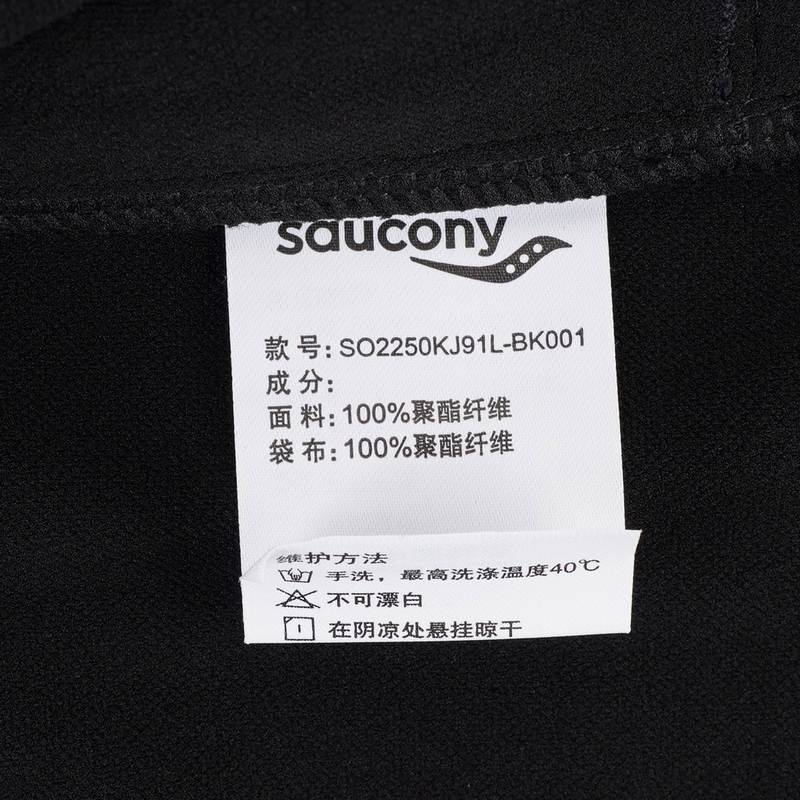 saucony
款号:SO2250KJ91L-BK001
成分:
面料:100%聚酯纤维
袋布:100%聚酯纤维
维护方法
手洗,最高洗涤温度40℃
不可漂白
在阴凉处悬挂晾干